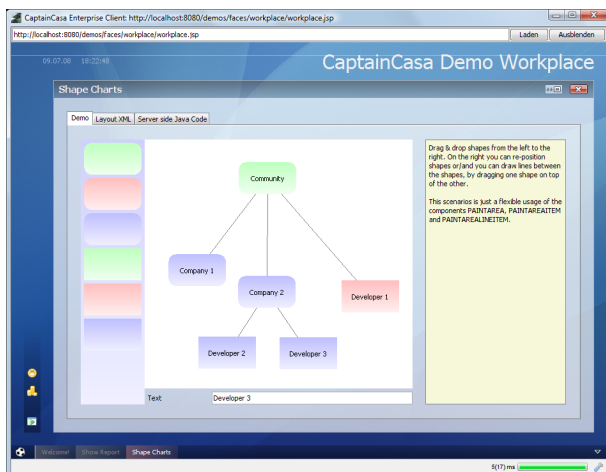 CaptainCasa Enterprise Client: http://localhost:8080/demos/faces/workplace/workplace.jsp
http://localhost:8080/demos/faces/workplace/workplace.jsp
Laden
Ausblenden
09.07.08 18:22:48
CaptainCasa Demo Workplace
Shape Charts
Demo
Layout XML
Server side Java Code
Community
Company 1
Company 2
Developer 1
Developer 2
Developer 3
Drag & drop shapes from the left to the
right. On the right you can re-position
shapes or/and you can draw lines between
the shapes, by dragging one shape on top
of the other.
This scenarios is just a flexible usage of the
components PAINTAREA, PAINTAREAITEM
and PAINTAREALINEITEM.
Text
Developer 3
Welcome!
Show Report
Shape Charts
5(17) ms